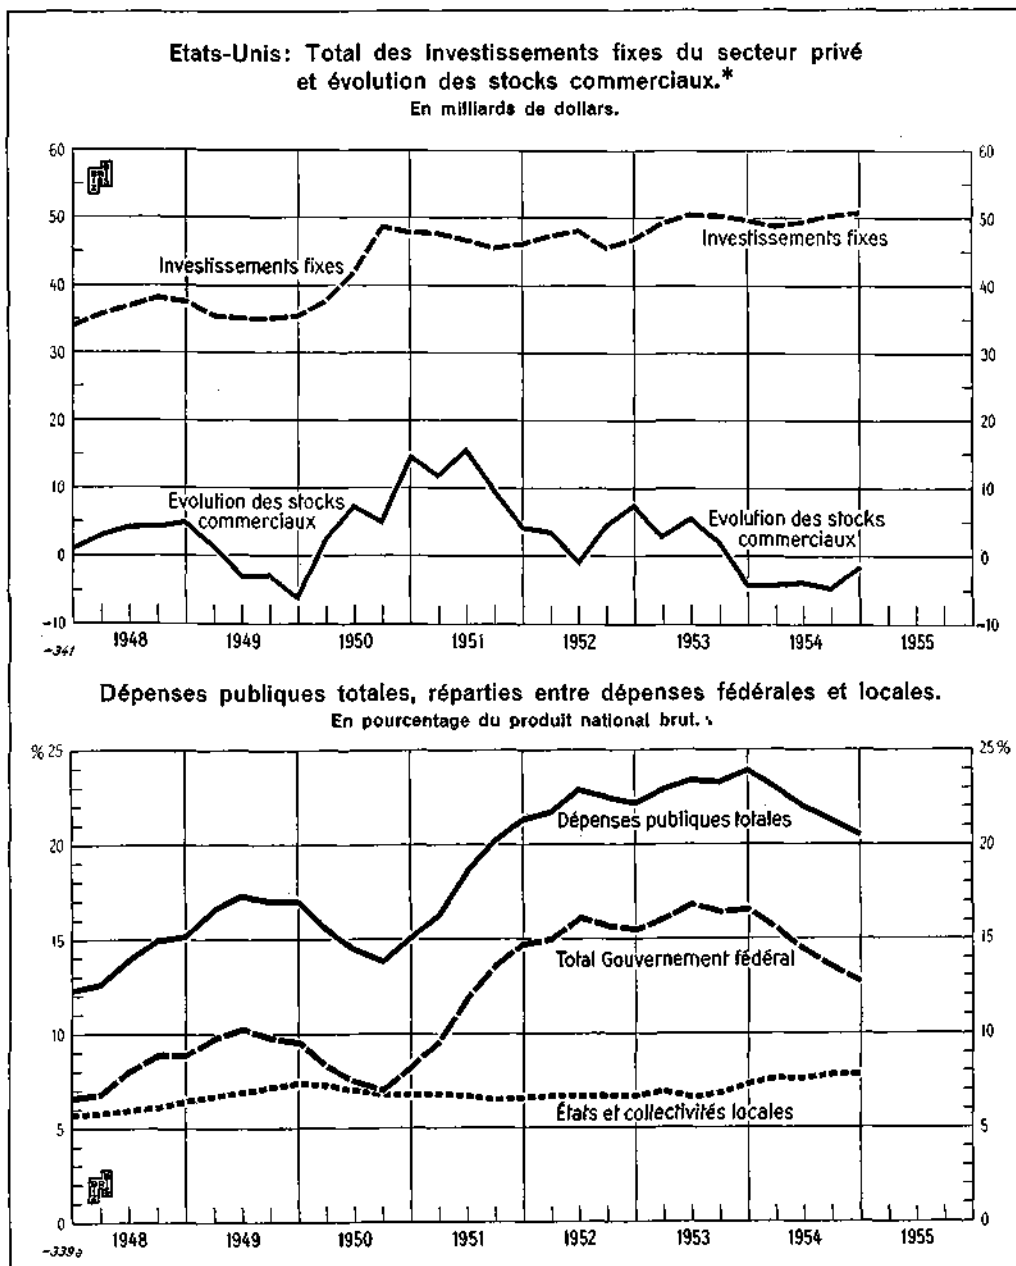 Etats-Unis: Total des investissements fixes du secteur privé
et évolution des stocks commerciaux.*
En milliards de dollars.
60 60
50 50
Investissements fixes
Investissements fixes
40 40
30 30
20 20
10 10
Evolution des stocks
commerciaux
Evolution des stocks
commerciaux
0 0
-10 -10
1948 1949 1950 1951 1952 1953 1954 1955
~341
Dépenses publiques totales, réparties entre dépenses fédérales et locales.
En pourcentage du produit national brut.
% 25 25 %
Dépenses publiques totales
20 20
15 15
Total Gouvernement fédéral
10 10
États et collectivités locales
5 5
0 0
1948 1949 1950 1951 1952 1953 1954 1955
~339a